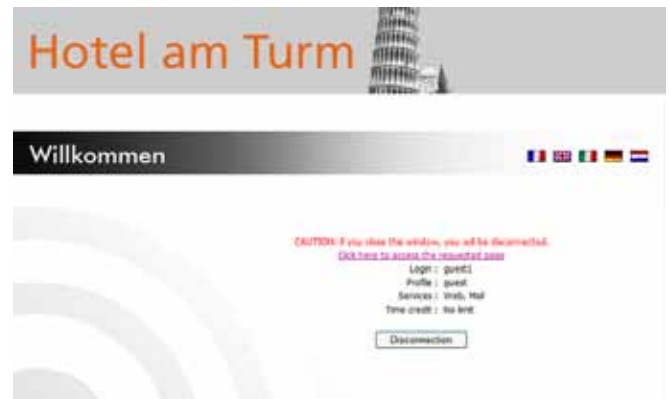 Hotel am Turm
Willkommen
CAUTION: If you close the window, you will be disconnected.
Click here to access the requested page
Login : guest1
Profile : guest
Services : Web, Mail
Time credit : No limit
Disconnection